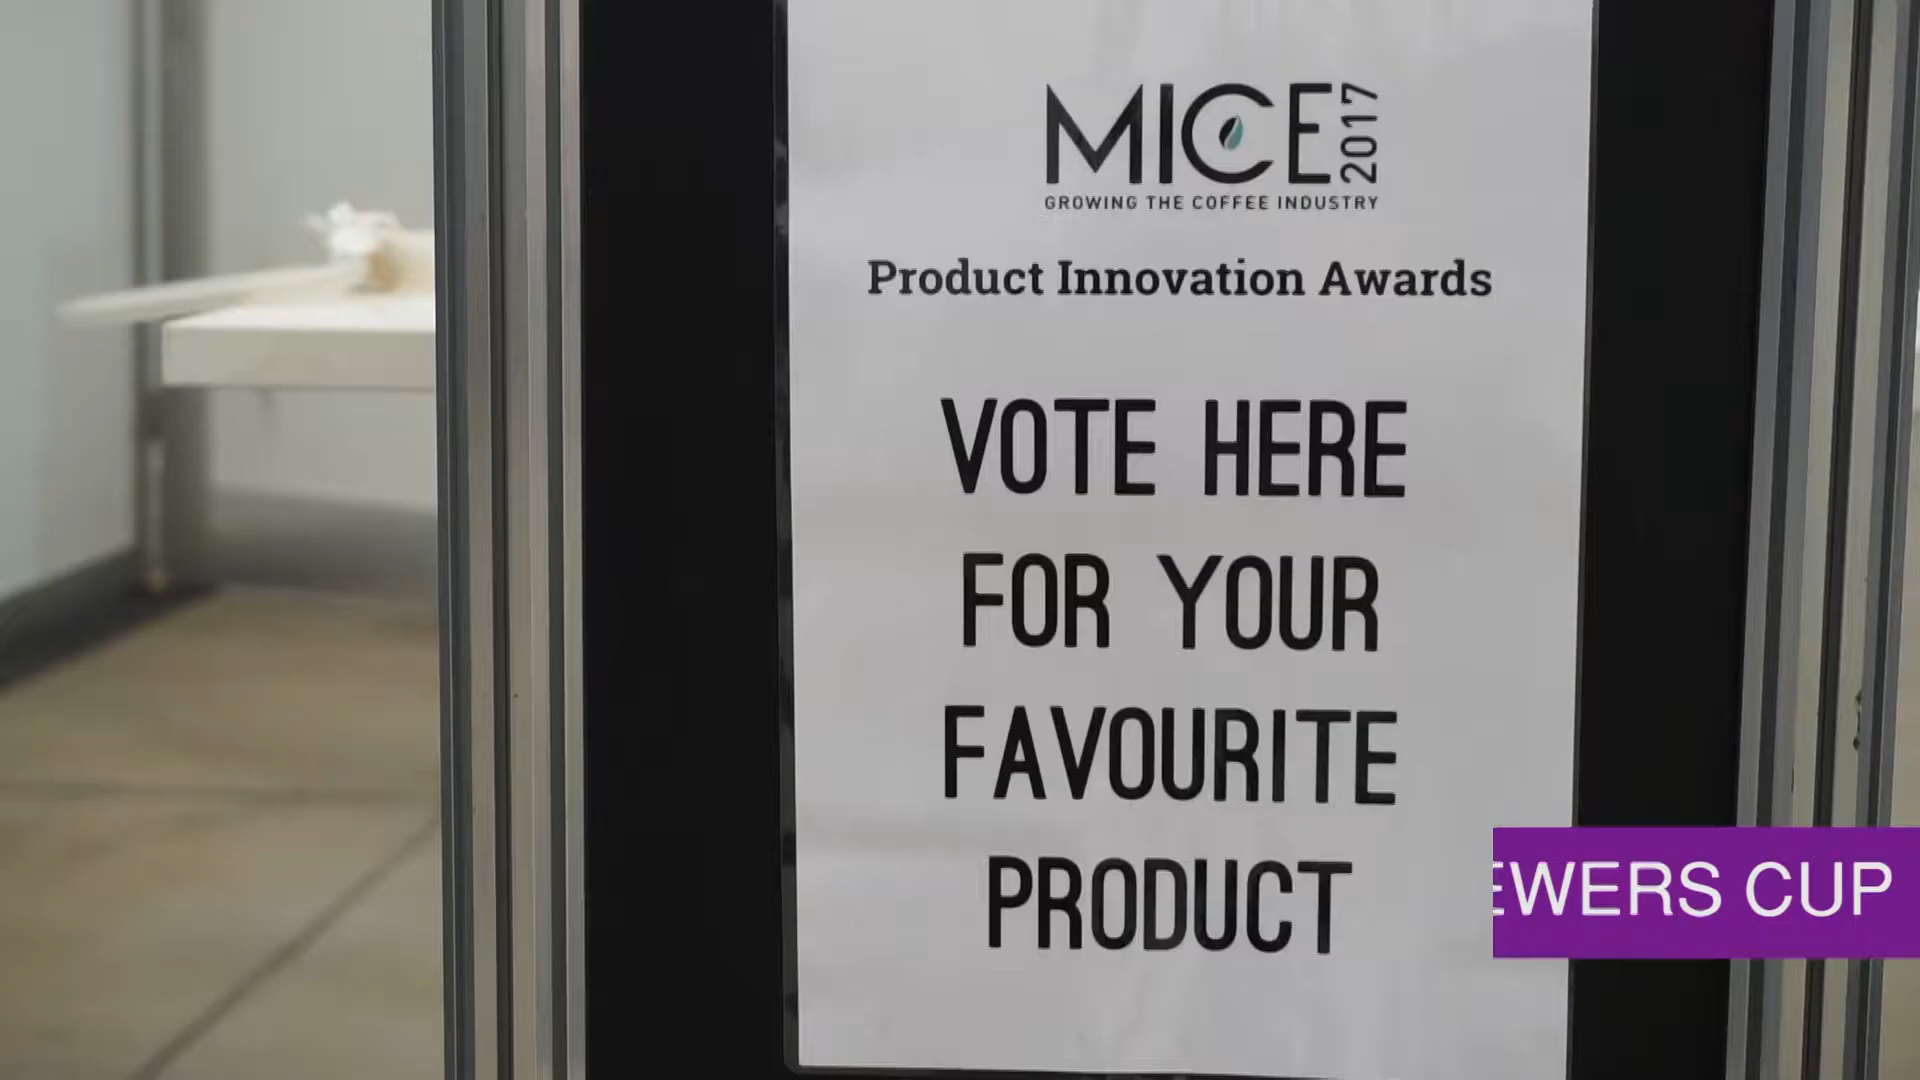 MICE 2017
GROWING THE COFFEE INDUSTRY
Product Innovation Awards
VOTE HERE
FOR YOUR
FAVOURITE
PRODUCT
EWERS CUP